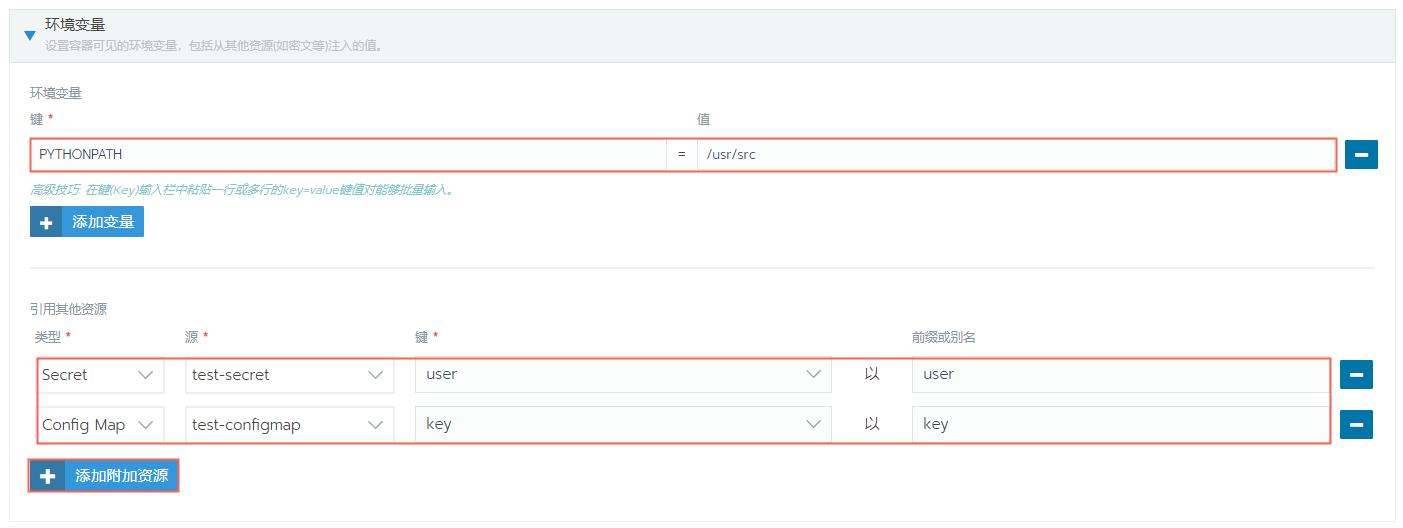 环境变量
设置容器可见的环境变量，包括从其他资源(如密文等)注入的值。
环境变量
键 * 值
PYTHONPATH = /usr/src
高级技巧: 在键(Key)输入栏中粘贴一行或多行的key=value键值对能够批量输入。
添加变量
引用其他资源
类型 * 源 * 键 * 前缀或别名
Secret test-secret user 以 user
Config Map test-configmap key 以 key
添加附加资源